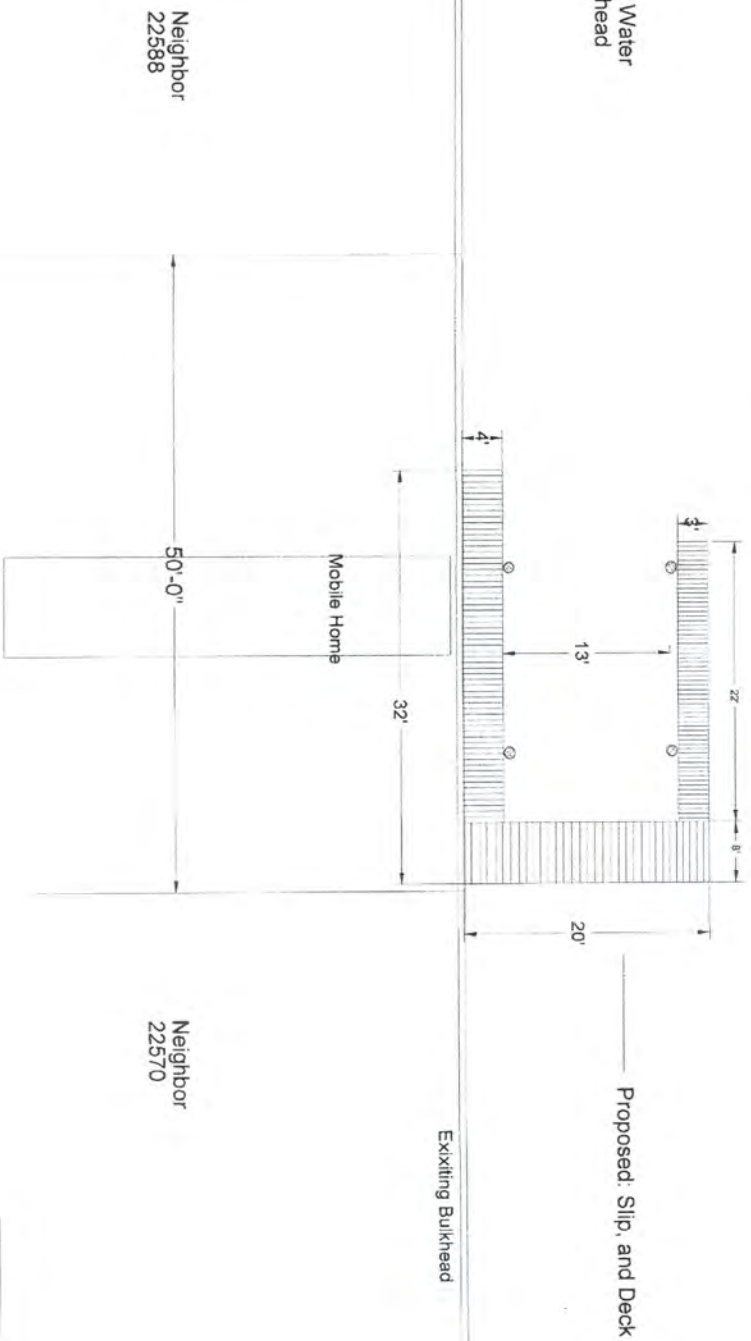 Water
head
Neighbor
22588
4'
3'
22'
13'
8'
20'
Proposed: Slip, and Deck
32'
Mobile Home
50'-0"
Neighbor
22570
Exixiting Bulkhead